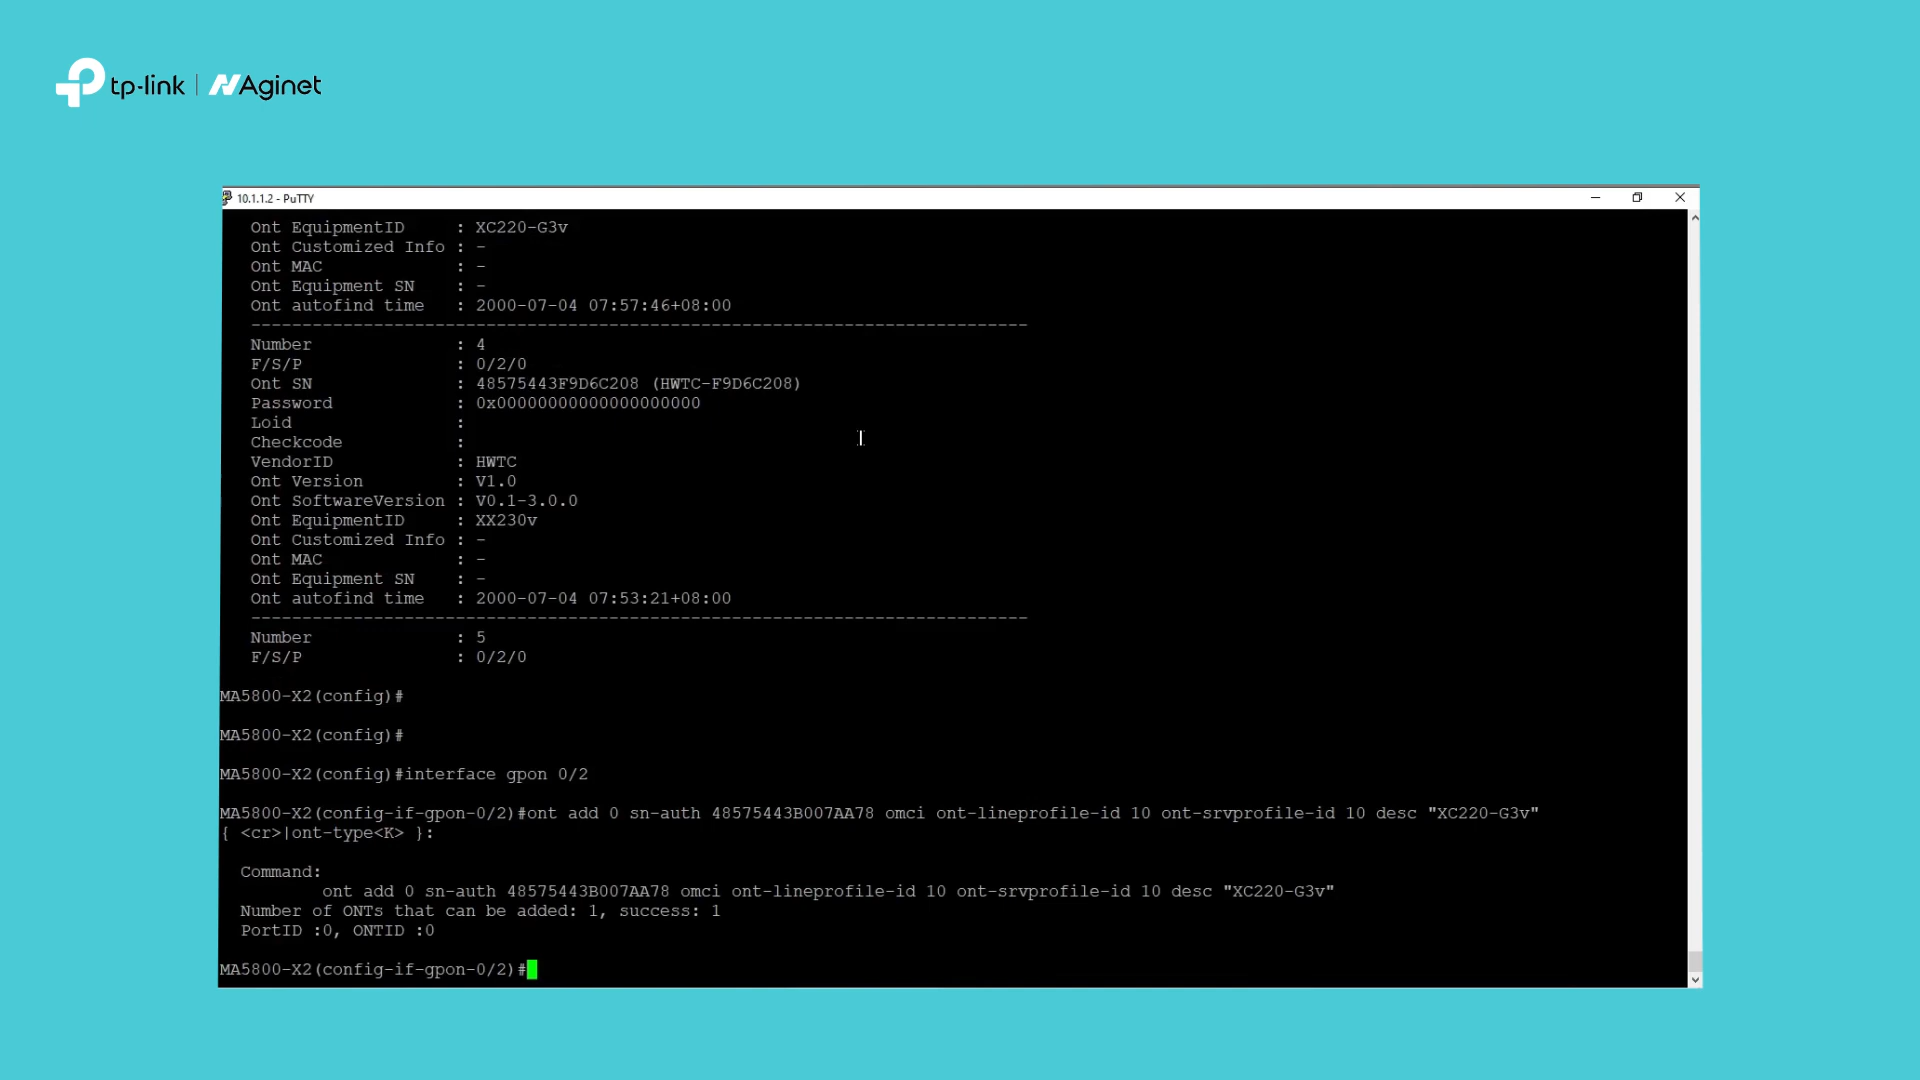 tp-link | Aginet
10.1.1.2 - PuTTY
Ont EquipmentID : XC220-G3v
Ont Customized Info : -
Ont MAC : -
Ont Equipment SN : -
Ont autofind time : 2000-07-04 07:57:46+08:00
----------------------------------------------------------------------------
Number : 4
F/S/P : 0/2/0
Ont SN : 48575443F9D6C208 (HWTC-F9D6C208)
Password : 0x00000000000000000000
Loid :
Checkcode :
VendorID : HWTC
Ont Version : V1.0
Ont SoftwareVersion : V0.1-3.0.0
Ont EquipmentID : XX230v
Ont Customized Info : -
Ont MAC : -
Ont Equipment SN : -
Ont autofind time : 2000-07-04 07:53:21+08:00
----------------------------------------------------------------------------
Number : 5
F/S/P : 0/2/0
MA5800-X2(config)#
MA5800-X2(config)#
MA5800-X2(config)#interface gpon 0/2
MA5800-X2(config-if-gpon-0/2)#ont add 0 sn-auth 48575443B007AA78 omci ont-lineprofile-id 10 ont-srvprofile-id 10 desc "XC220-G3v"
{ <cr>|ont-type<K> }:
Command:
ont add 0 sn-auth 48575443B007AA78 omci ont-lineprofile-id 10 ont-srvprofile-id 10 desc "XC220-G3v"
Number of ONTs that can be added: 1, success: 1
PortID :0, ONTID :0
MA5800-X2(config-if-gpon-0/2)#